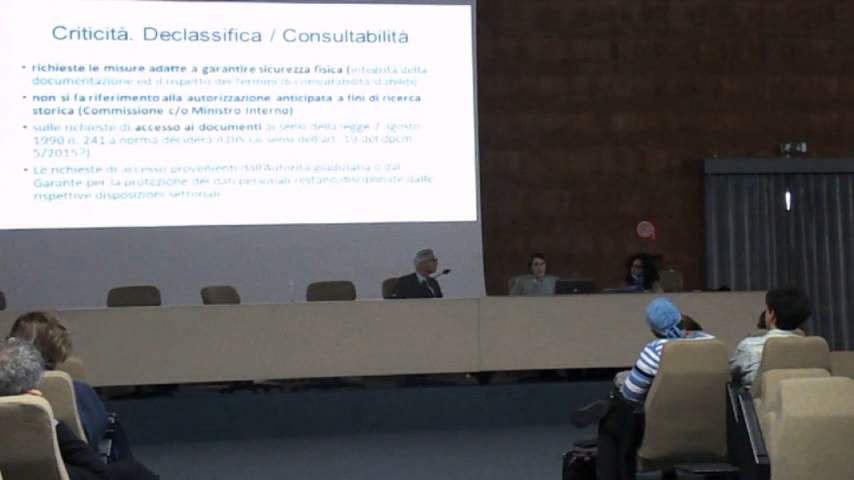 Criticità. Declassifica / Consultabilità
• richieste le misure adatte a garantire sicurezza fisica (integrità della
documentazione ed il rispetto dei termini di consultabilità stabiliti)
• non si fa riferimento alla autorizzazione anticipata a fini di ricerca
storica (Commissione c/o Ministro Interno)
• sulle richieste di accesso ai documenti ai sensi della legge 7 agosto
1990 n. 241 a norma deciderà il DIS (ai sensi dell'art. 19 del dpcm
5/2015?)
• Le richieste di accesso provenienti dall'Autorità giudiziaria o dal
Garante per la protezione dei dati personali restano disciplinate dalle
rispettive disposizioni settoriali